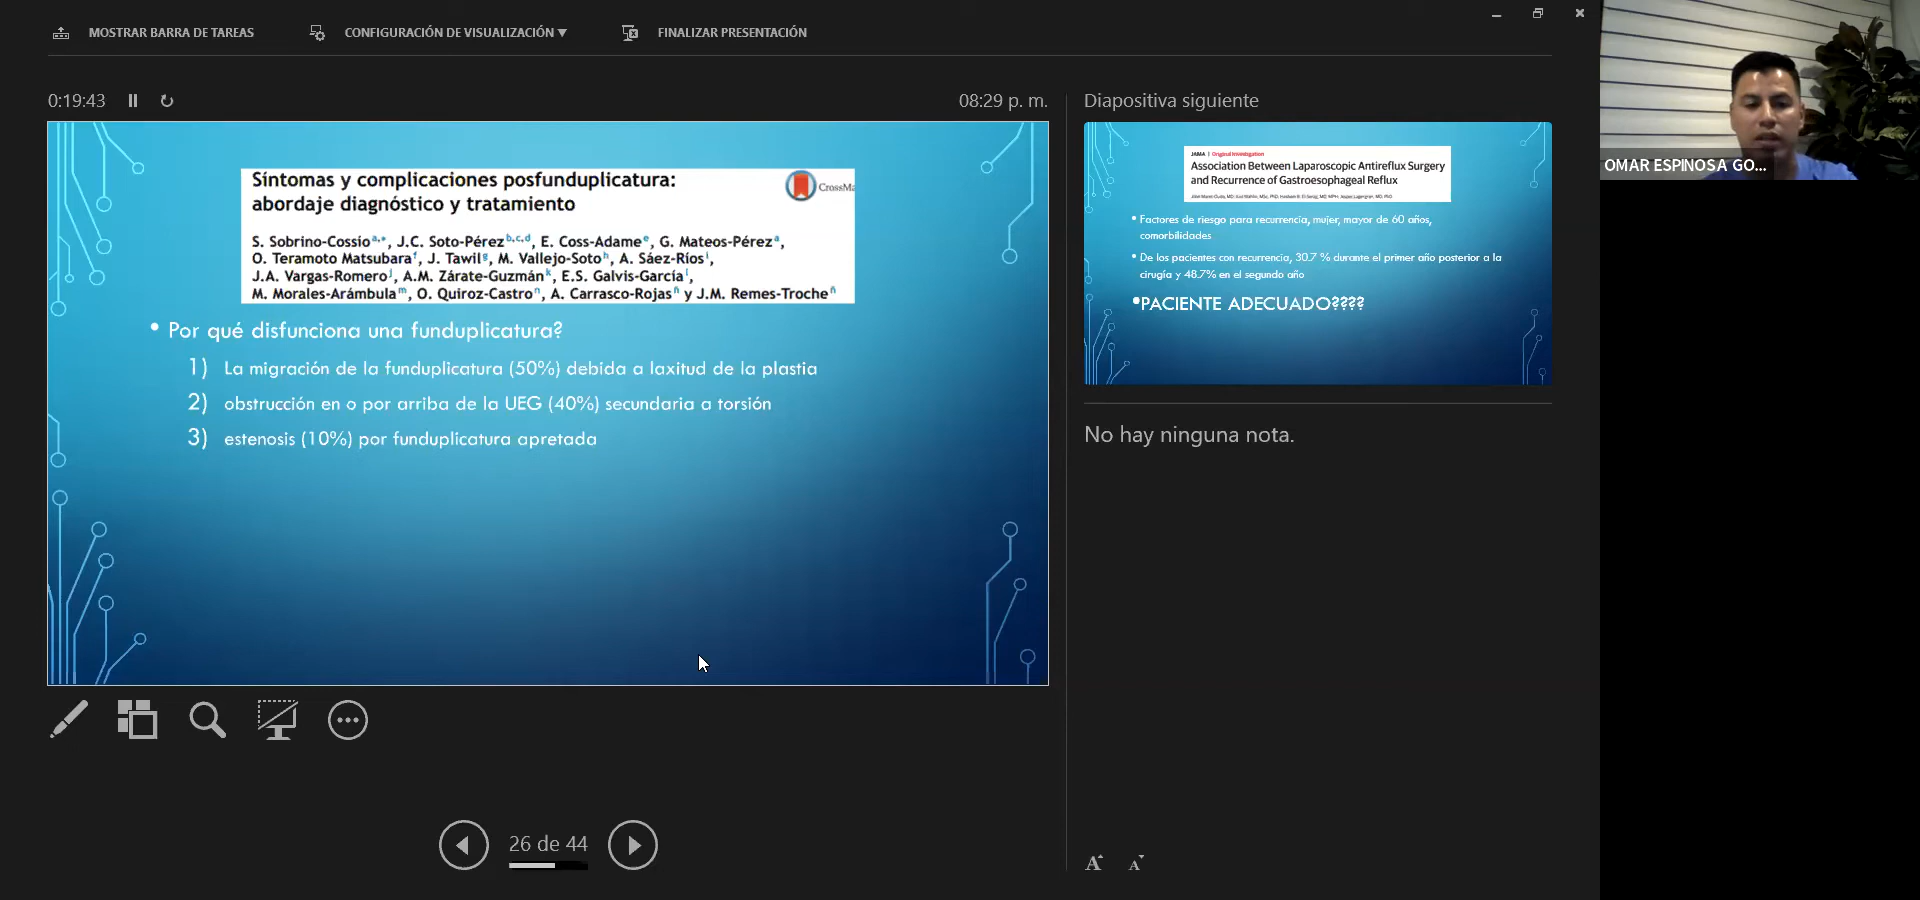 MOSTRAR BARRA DE TAREAS
CONFIGURACIÓN DE VISUALIZACIÓN ▼
FINALIZAR PRESENTACIÓN
0:19:43
08:29 p. m.
Síntomas y complicaciones posfunduplicatura:
abordaje diagnóstico y tratamiento
CrossMa
S. Sobrino-Cossío a,*, J.C. Soto-Pérez b,c,d, E. Coss-Adame e, G. Mateos-Pérez a,
O. Teramoto Matsubara f, J. Tawil g, M. Vallejo-Soto h, A. Sáez-Ríos i,
J.A. Vargas-Romero j, A.M. Zárate-Guzmán k, E.S. Galvis-García l,
M. Morales-Arámbula m, O. Quiroz-Castro n, A. Carrasco-Rojas ñ y J.M. Remes-Troche ñ
• Por qué disfunciona una funduplicatura?
1) La migración de la funduplicatura (50%) debida a laxitud de la plastia
2) obstrucción en o por arriba de la UEG (40%) secundaria a torsión
3) estenosis (10%) por funduplicatura apretada
26 de 44
Diapositiva siguiente
JAMA | Original Investigation
Association Between Laparoscopic Antireflux Surgery
and Recurrence of Gastroesophageal Reflux
• Factores de riesgo para recurrencia, mujer, mayor de 60 años,
comorbilidades
• De los pacientes con recurrencia, 30.7 % durante el primer año posterior a la
cirugía y 48.7% en el segundo año
•PACIENTE ADECUADO????
No hay ninguna nota.
A A
OMAR ESPINOSA GO...